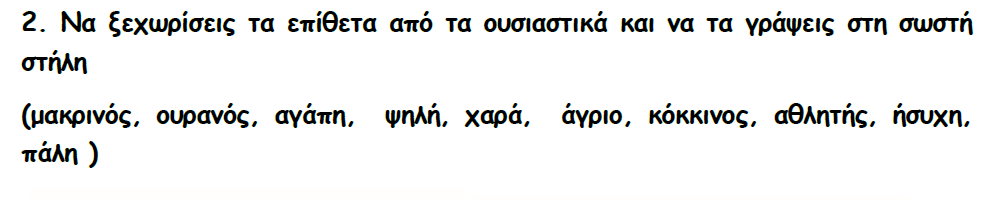 2. Να ξεχωρίσεις τα επίθετα από τα ουσιαστικά και να τα γράψεις στη σωστή
στήλη
(μακρινός, ουρανός, αγάπη, ψηλή, χαρά, άγριο, κόκκινος, αθλητής, ήσυχη,
πάλη )